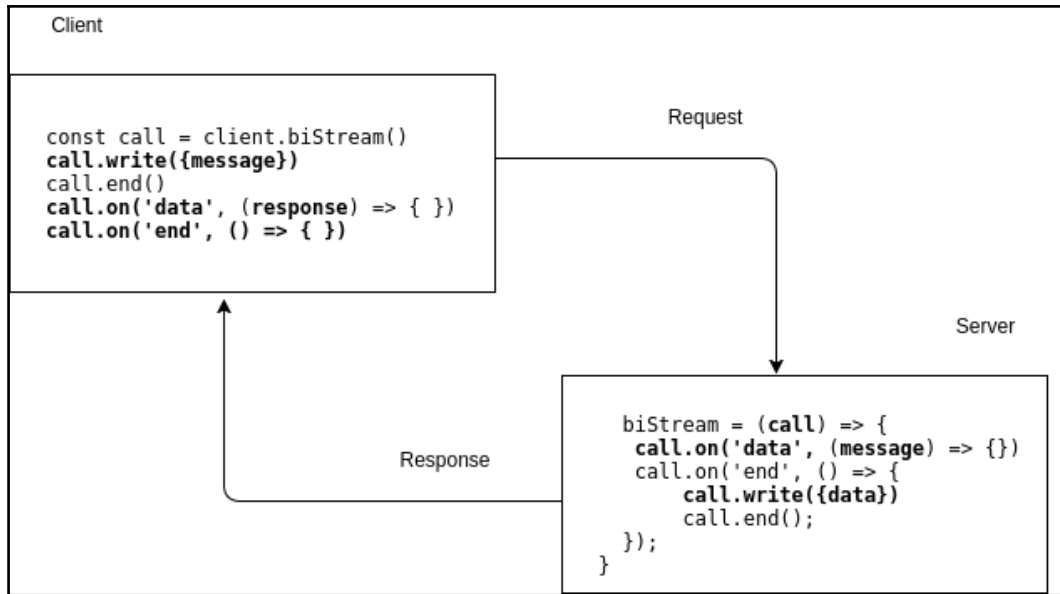 Client
const call = client.biStream()
call.write({message})
call.end()
call.on('data', (response) => { })
call.on('end', () => { })
Request
Server
biStream = (call) => {
call.on('data', (message) => {})
call.on('end', () => {
call.write({data})
call.end();
});
}
Response